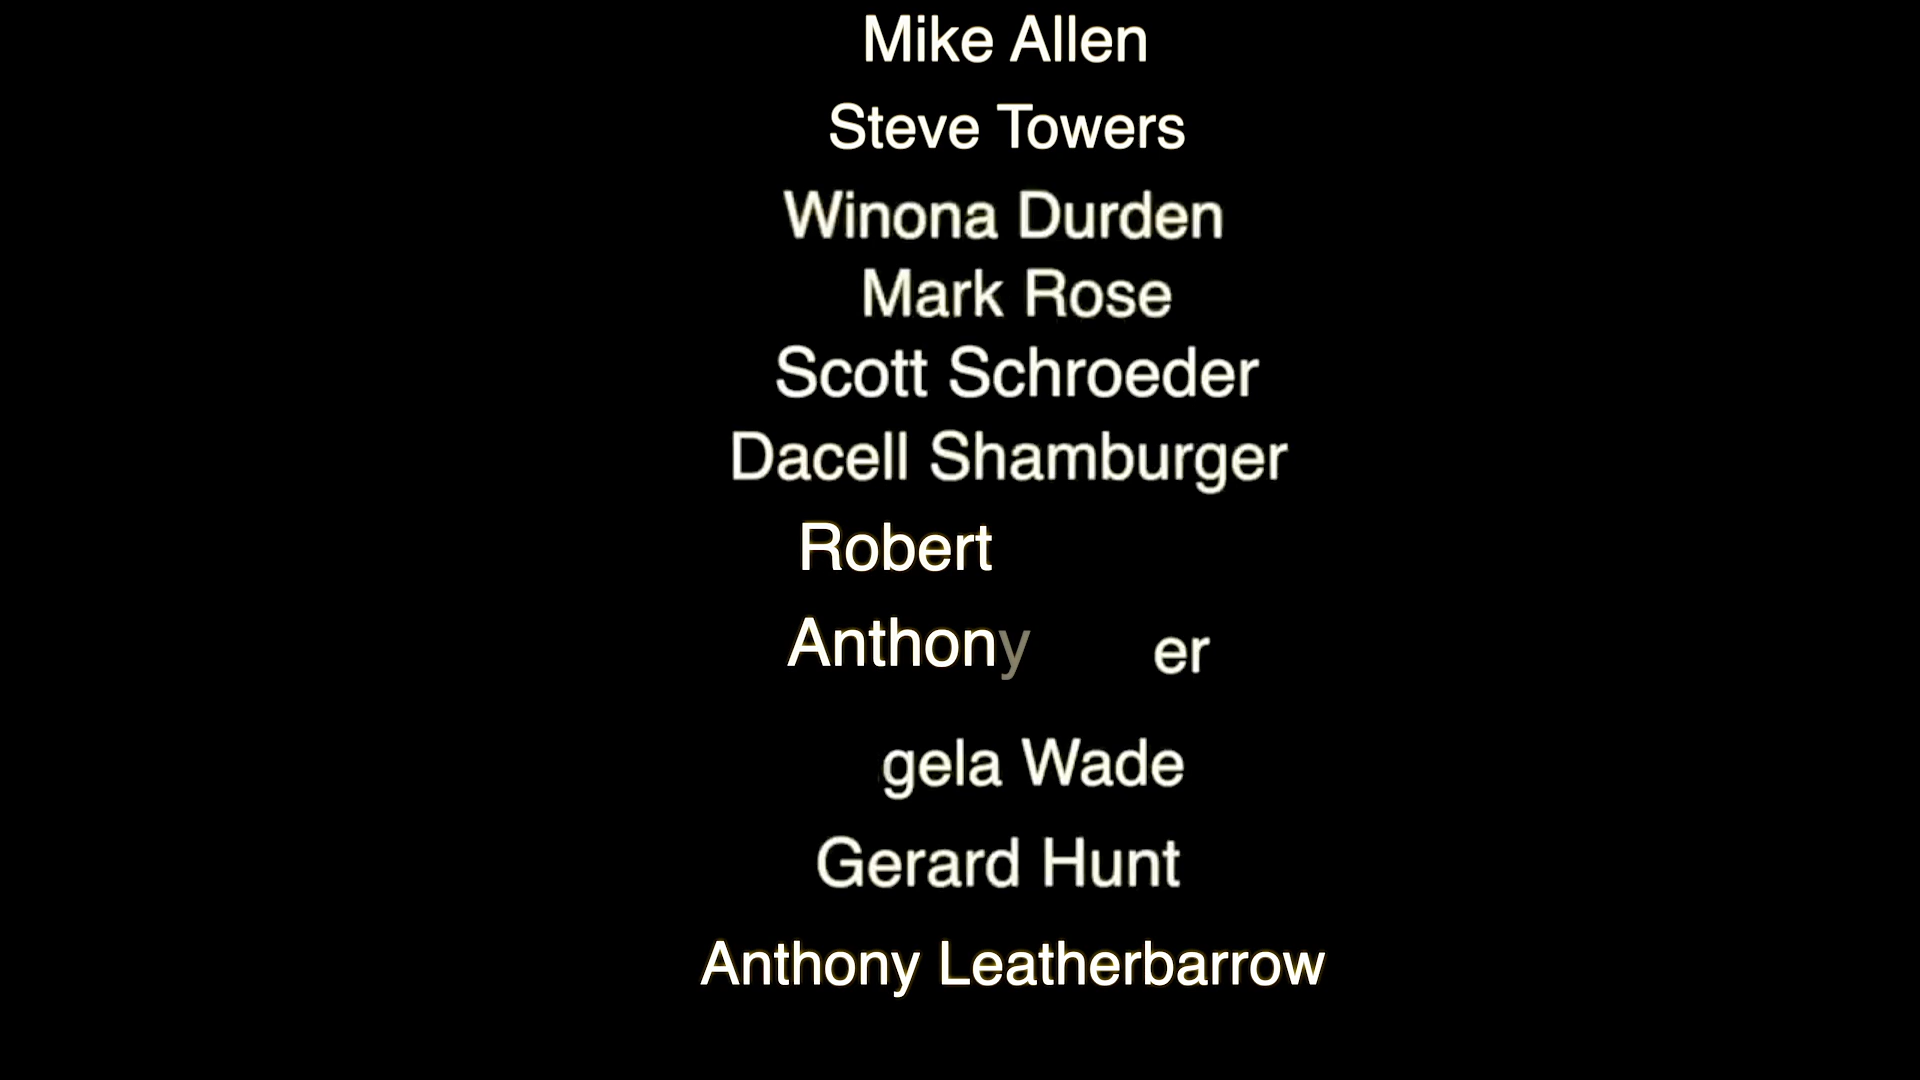 Mike Allen
Steve Towers
Winona Durden
Mark Rose
Scott Schroeder
Dacell Shamburger
Robert
Anthony er
gela Wade
Gerard Hunt
Anthony Leatherbarrow